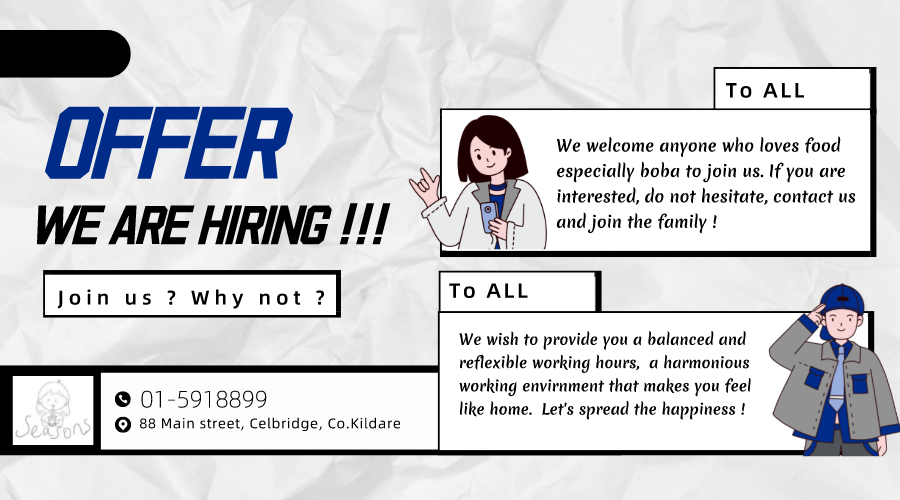 OFFER
WE ARE HIRING !!!
Join us ? Why not ?
Seasons
01-5918899
88 Main street, Celbridge, Co.Kildare
To ALL
We welcome anyone who loves food
especially boba to join us. If you are
interested, do not hesitate, contact us
and join the family !
To ALL
We wish to provide you a balanced and
reflexible working hours, a harmonious
working envirnment that makes you feel
like home. Let's spread the happiness !